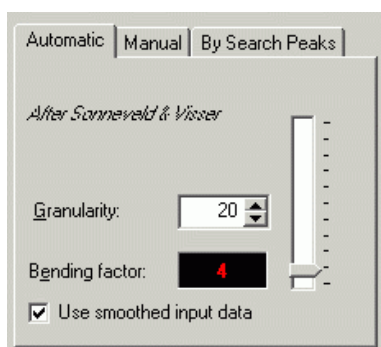 Automatic Manual By Search Peaks
After Sonneveld & Visser
Granularity: 20
Bending factor: 4
Use smoothed input data